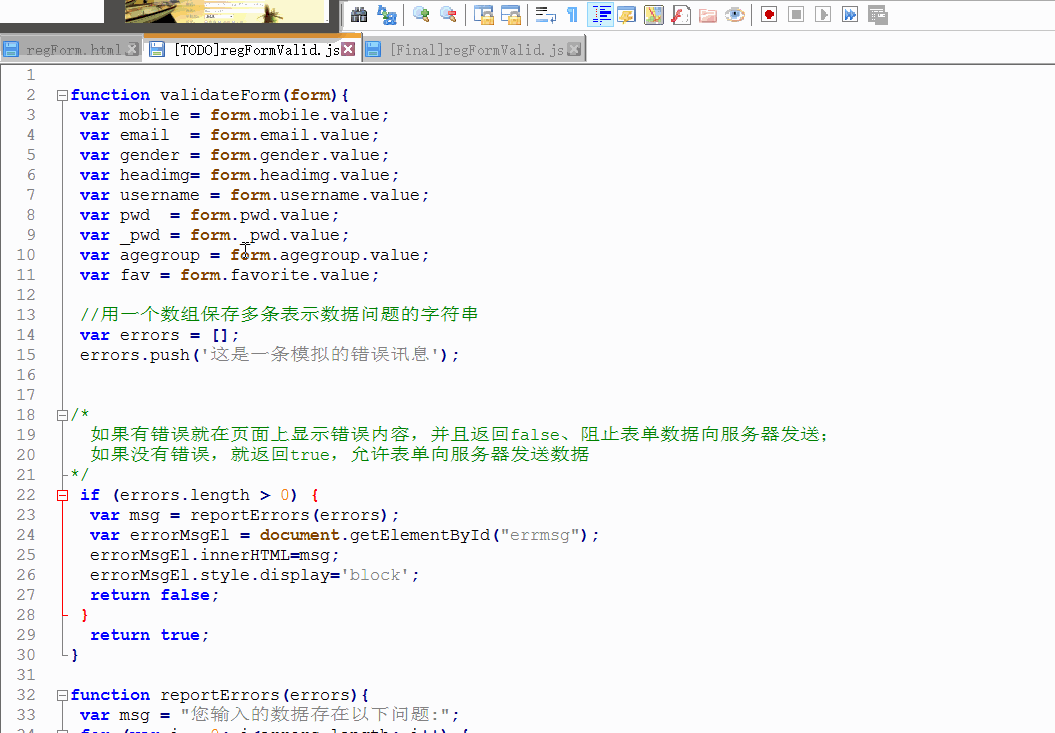 regForm.html
[TODO]regFormValid.js
[Final]regFormValid.js
1
2 function validateForm(form){
3 var mobile = form.mobile.value;
4 var email  = form.email.value;
5 var gender = form.gender.value;
6 var headimg= form.headimg.value;
7 var username = form.username.value;
8 var pwd  = form.pwd.value;
9 var _pwd = form._pwd.value;
10 var agegroup = form.agegroup.value;
11 var fav = form.favorite.value;
12
13 //用一个数组保存多条表示数据问题的字符串
14 var errors = [];
15 errors.push('这是一条模拟的错误讯息');
16
17
18 /*
19 如果有错误就在页面上显示错误内容，并且返回false、阻止表单数据向服务器发送；
20 如果没有错误，就返回true，允许表单向服务器发送数据
21 */
22 if (errors.length > 0) {
23 var msg = reportErrors(errors);
24 var errorMsgEl = document.getElementById("errmsg");
25 errorMsgEl.innerHTML=msg;
26 errorMsgEl.style.display='block';
27 return false;
28 }
29 return true;
30 }
31
32 function reportErrors(errors){
33 var msg = "您输入的数据存在以下问题:";
34 for (var i = 0; i<errors.length; i++) {